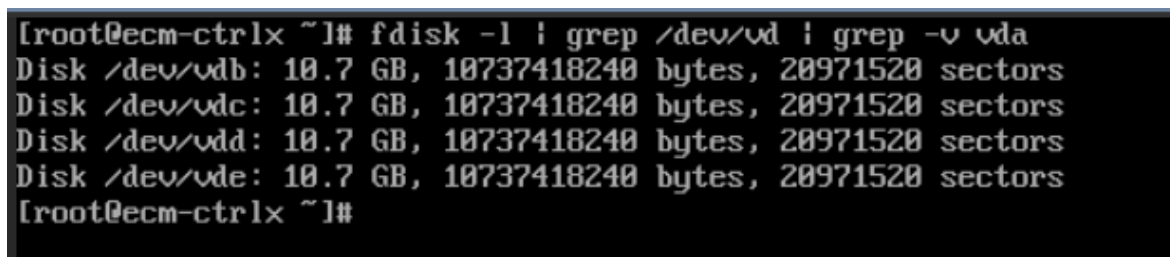 [root@ecm-ctrlx ~]# fdisk -l | grep /dev/vd | grep -v vda
Disk /dev/vdb: 10.7 GB, 10737418240 bytes, 20971520 sectors
Disk /dev/vdc: 10.7 GB, 10737418240 bytes, 20971520 sectors
Disk /dev/vdd: 10.7 GB, 10737418240 bytes, 20971520 sectors
Disk /dev/vde: 10.7 GB, 10737418240 bytes, 20971520 sectors
[root@ecm-ctrlx ~]#